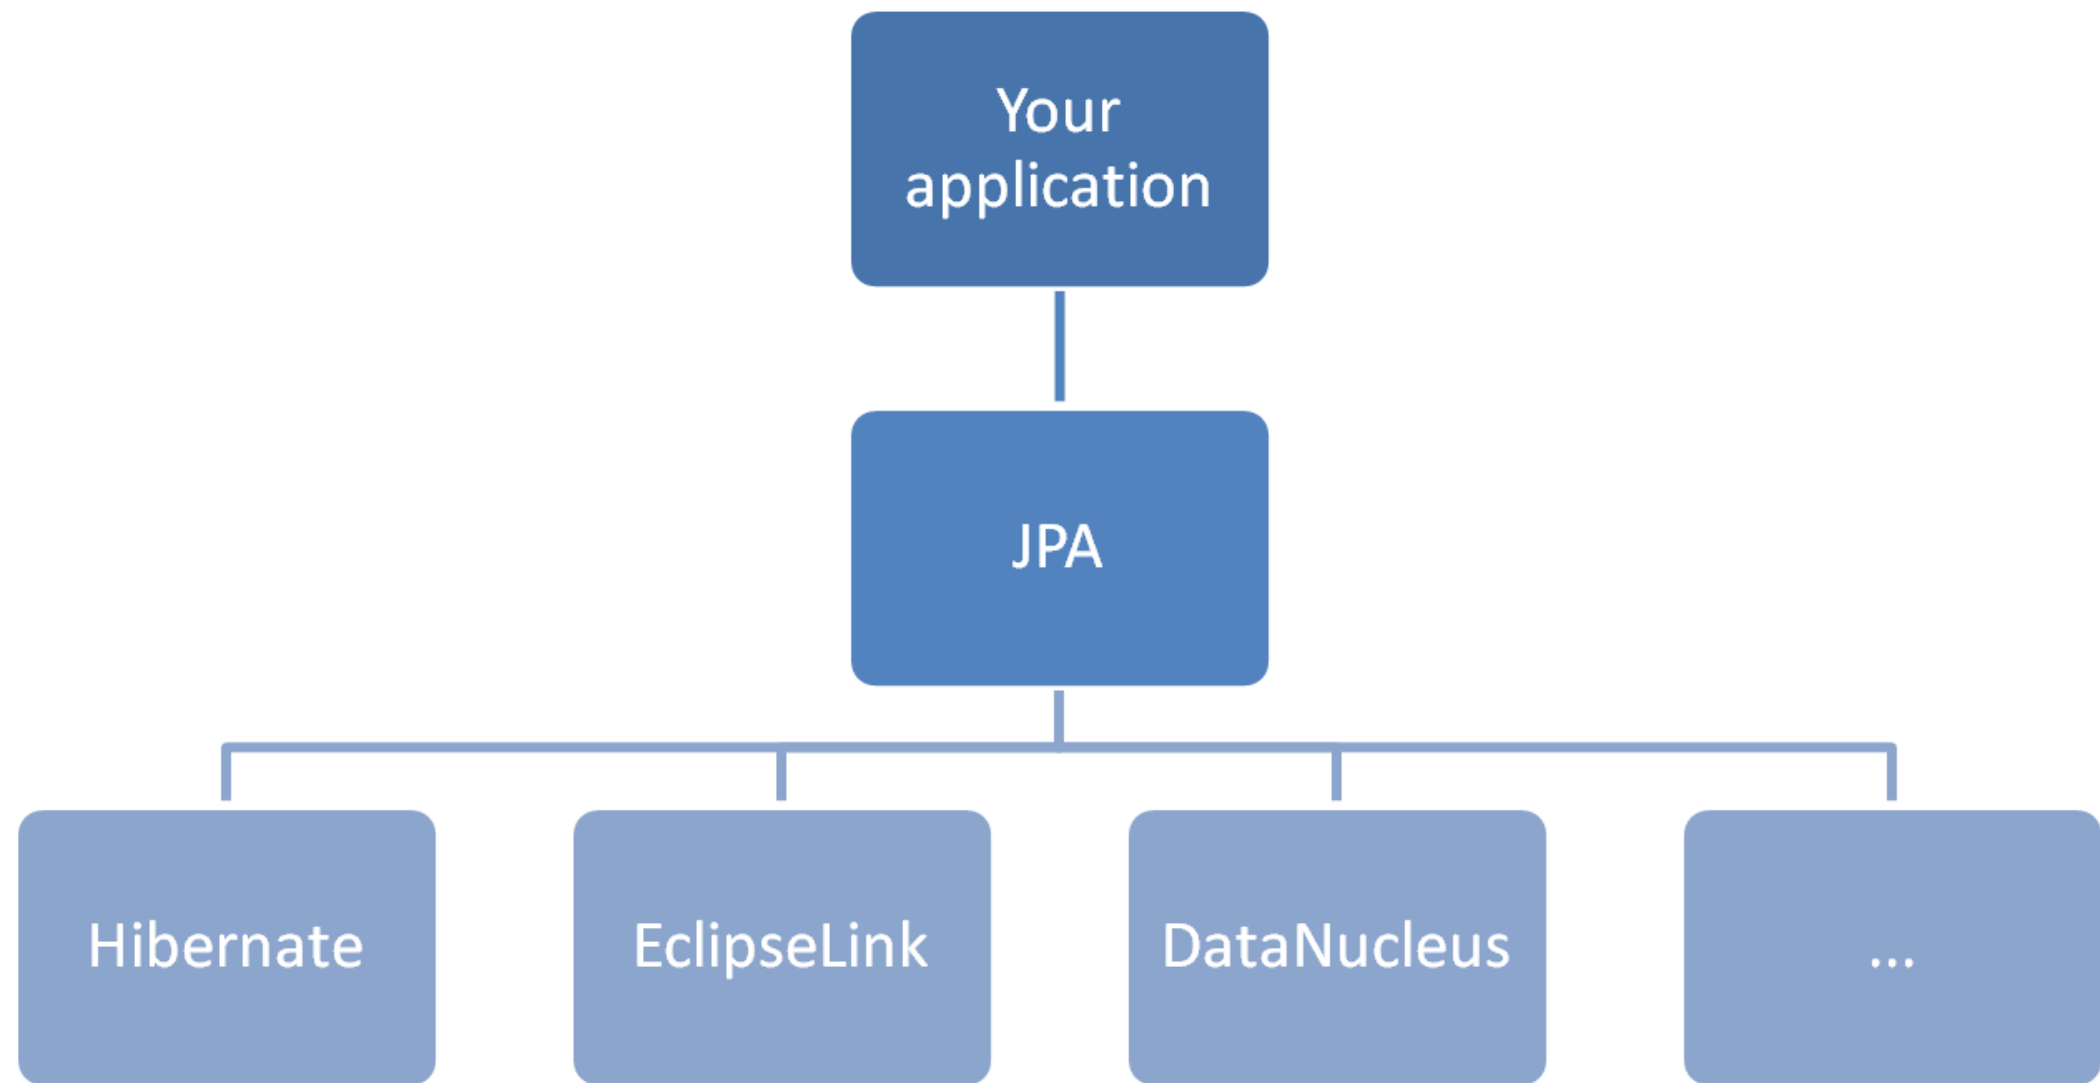 Your
application
JPA
Hibernate
EclipseLink
DataNucleus
...